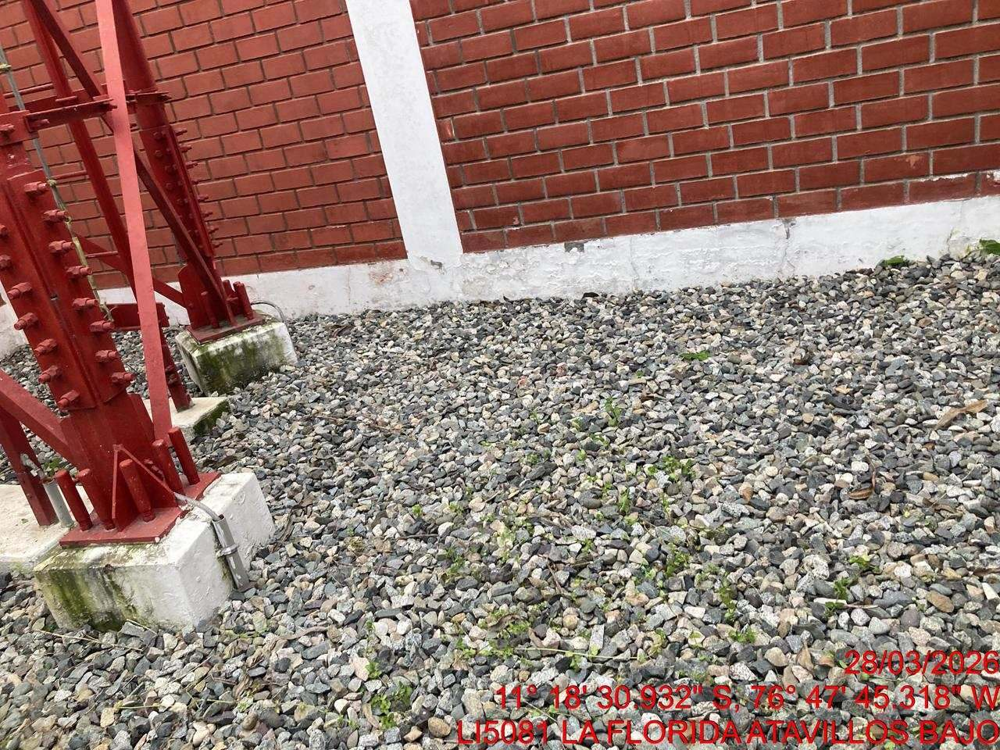 28/03/2026
11° 18' 30.932" S, 76° 47' 45.318" W
LI5081 LA FLORIDA ATAVILLOS BAJO